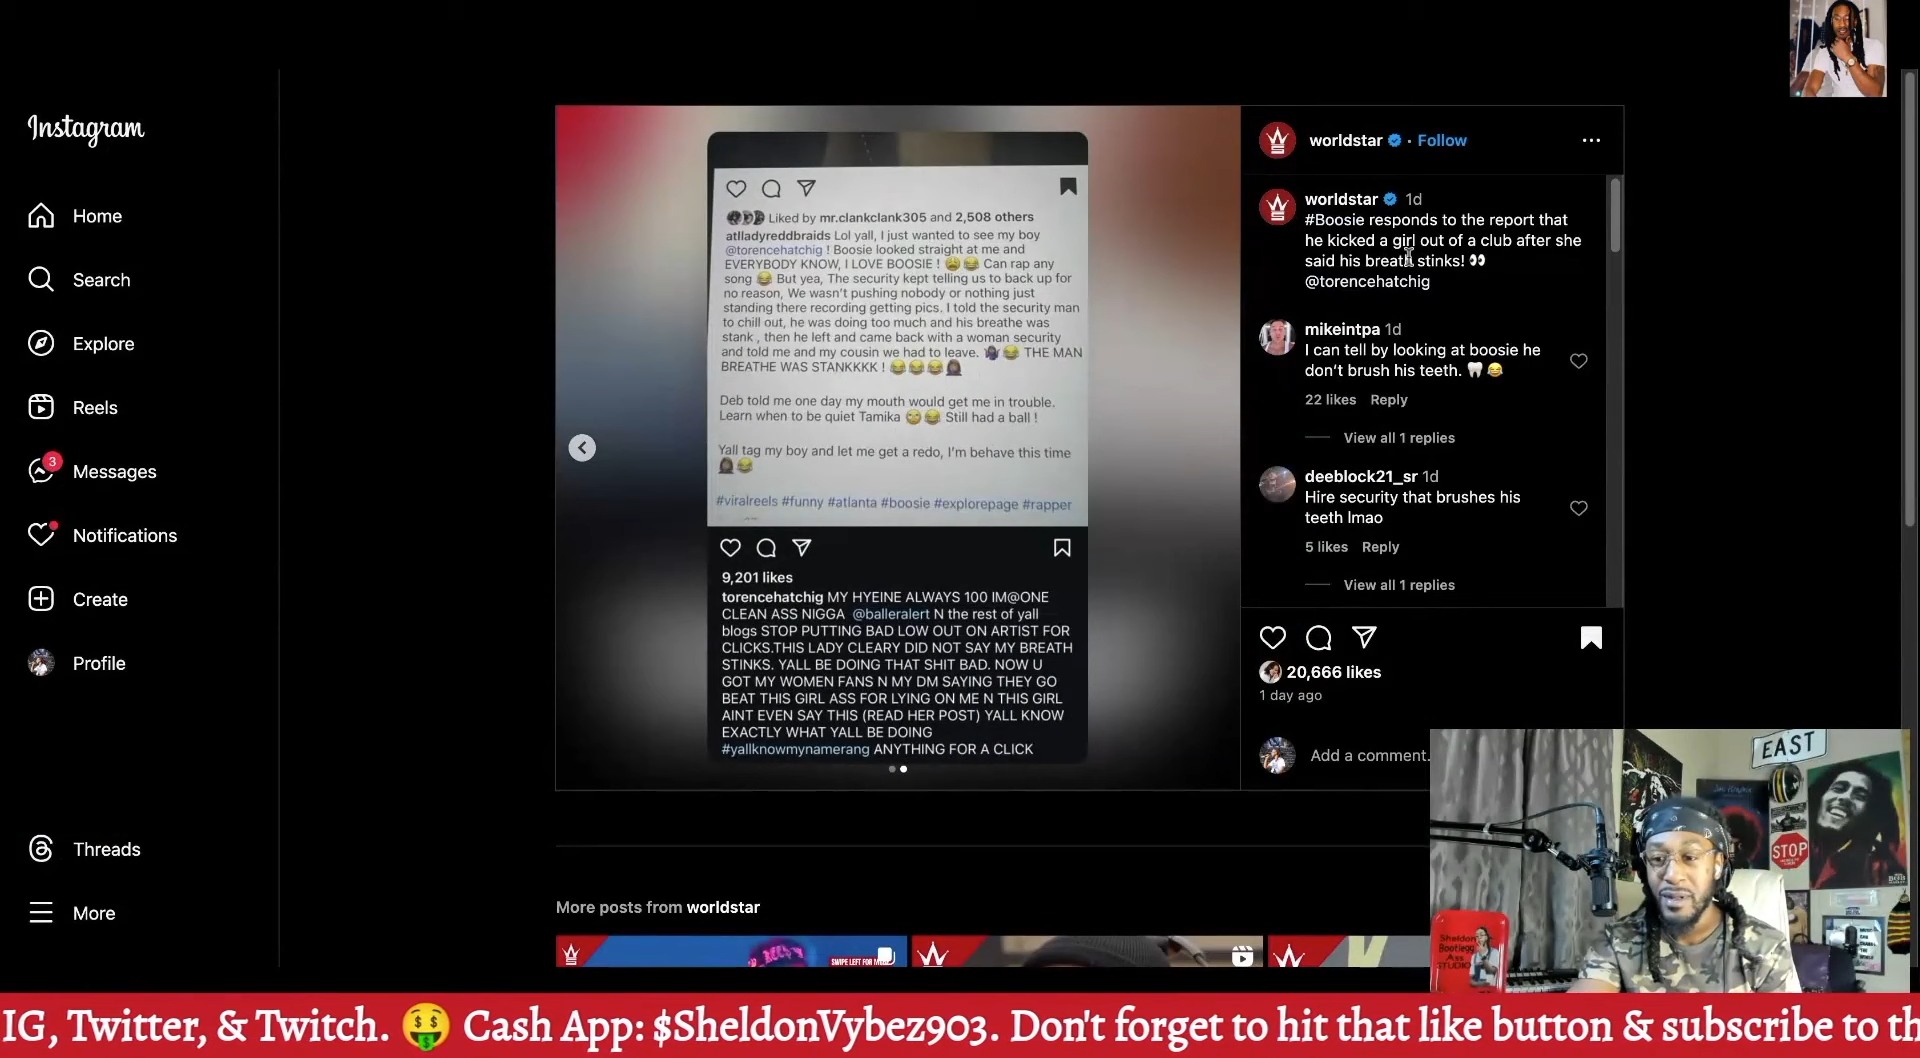 Instagram
Home
Search
Explore
Reels
3
Messages
Notifications
Create
Profile
Threads
More
Liked by mr.clankclank305 and 2,508 others
atlladyreddbraids Lol yall, I just wanted to see my boy
@torencehatchig ! Boosie looked straight at me and
EVERYBODY KNOW, I LOVE BOOSIE ! 😩😂 Can rap any
song 😂 But yea, The security kept telling us to back up for
no reason, We wasn't pushing nobody or nothing just
standing there recording getting pics. I told the security man
to chill out, he was doing too much and his breathe was
stank , then he left and came back with a woman security
and told me and my cousin we had to leave. 🤷🏾‍♀️😂 THE MAN
BREATHE WAS STANKKKK ! 😂😂😂🤦🏾‍♀️
Deb told me one day my mouth would get me in trouble.
Learn when to be quiet Tamika 🙄😂 Still had a ball !
Yall tag my boy and let me get a redo, I'm behave this time
🤦🏾‍♀️😂
#viralreels #funny #atlanta #boosie #explorepage #rapper
9,201 likes
torencehatchig MY HYEINE ALWAYS 100 IM@ONE
CLEAN ASS NIGGA @balleralert N the rest of yall
blogs STOP PUTTING BAD LOW OUT ON ARTIST FOR
CLICKS.THIS LADY CLEARY DID NOT SAY MY BREATH
STINKS. YALL BE DOING THAT SHIT BAD. NOW U
GOT MY WOMEN FANS N MY DM SAYING THEY GO
BEAT THIS GIRL ASS FOR LYING ON ME N THIS GIRL
AINT EVEN SAY THIS (READ HER POST) YALL KNOW
EXACTLY WHAT YALL BE DOING
#yallknowmynamerang ANYTHING FOR A CLICK
worldstar · Follow
worldstar 1d
#Boosie responds to the report that
he kicked a girl out of a club after she
said his breath stinks! 👀
@torencehatchig
mikeintpa 1d
I can tell by looking at boosie he
don't brush his teeth. 🦷😂
22 likes Reply
View all 1 replies
deeblock21_sr 1d
Hire security that brushes his
teeth lmao
5 likes Reply
View all 1 replies
20,666 likes
1 day ago
Add a comment.
More posts from worldstar
SWIPE LEFT FOR
EAST
STOP
Sheldon
Bootlegg
Ass
STUDIO
IG, Twitter, & Twitch. 🤑 Cash App: $SheldonVybez903. Don't forget to hit that like button & subscribe to th